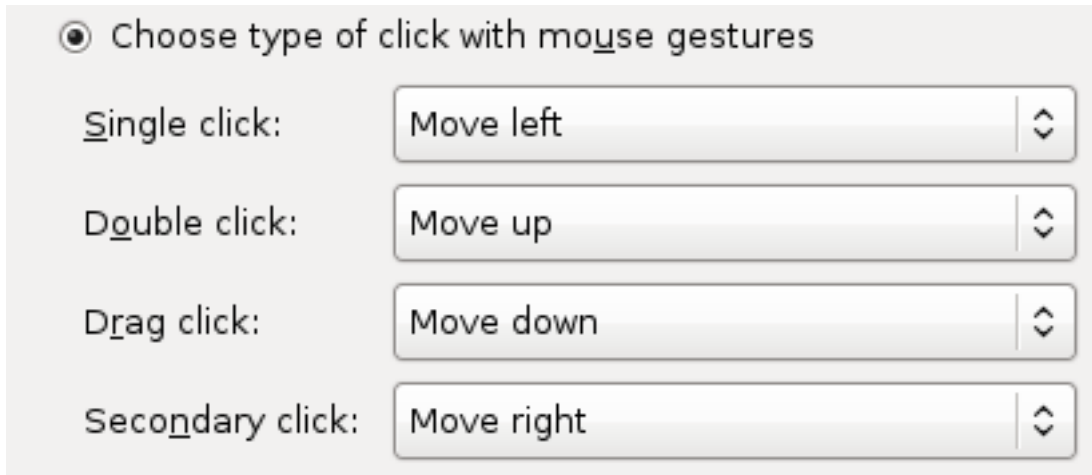 Choose type of click with mouse gestures
Single click: Move left
Double click: Move up
Drag click: Move down
Secondary click: Move right